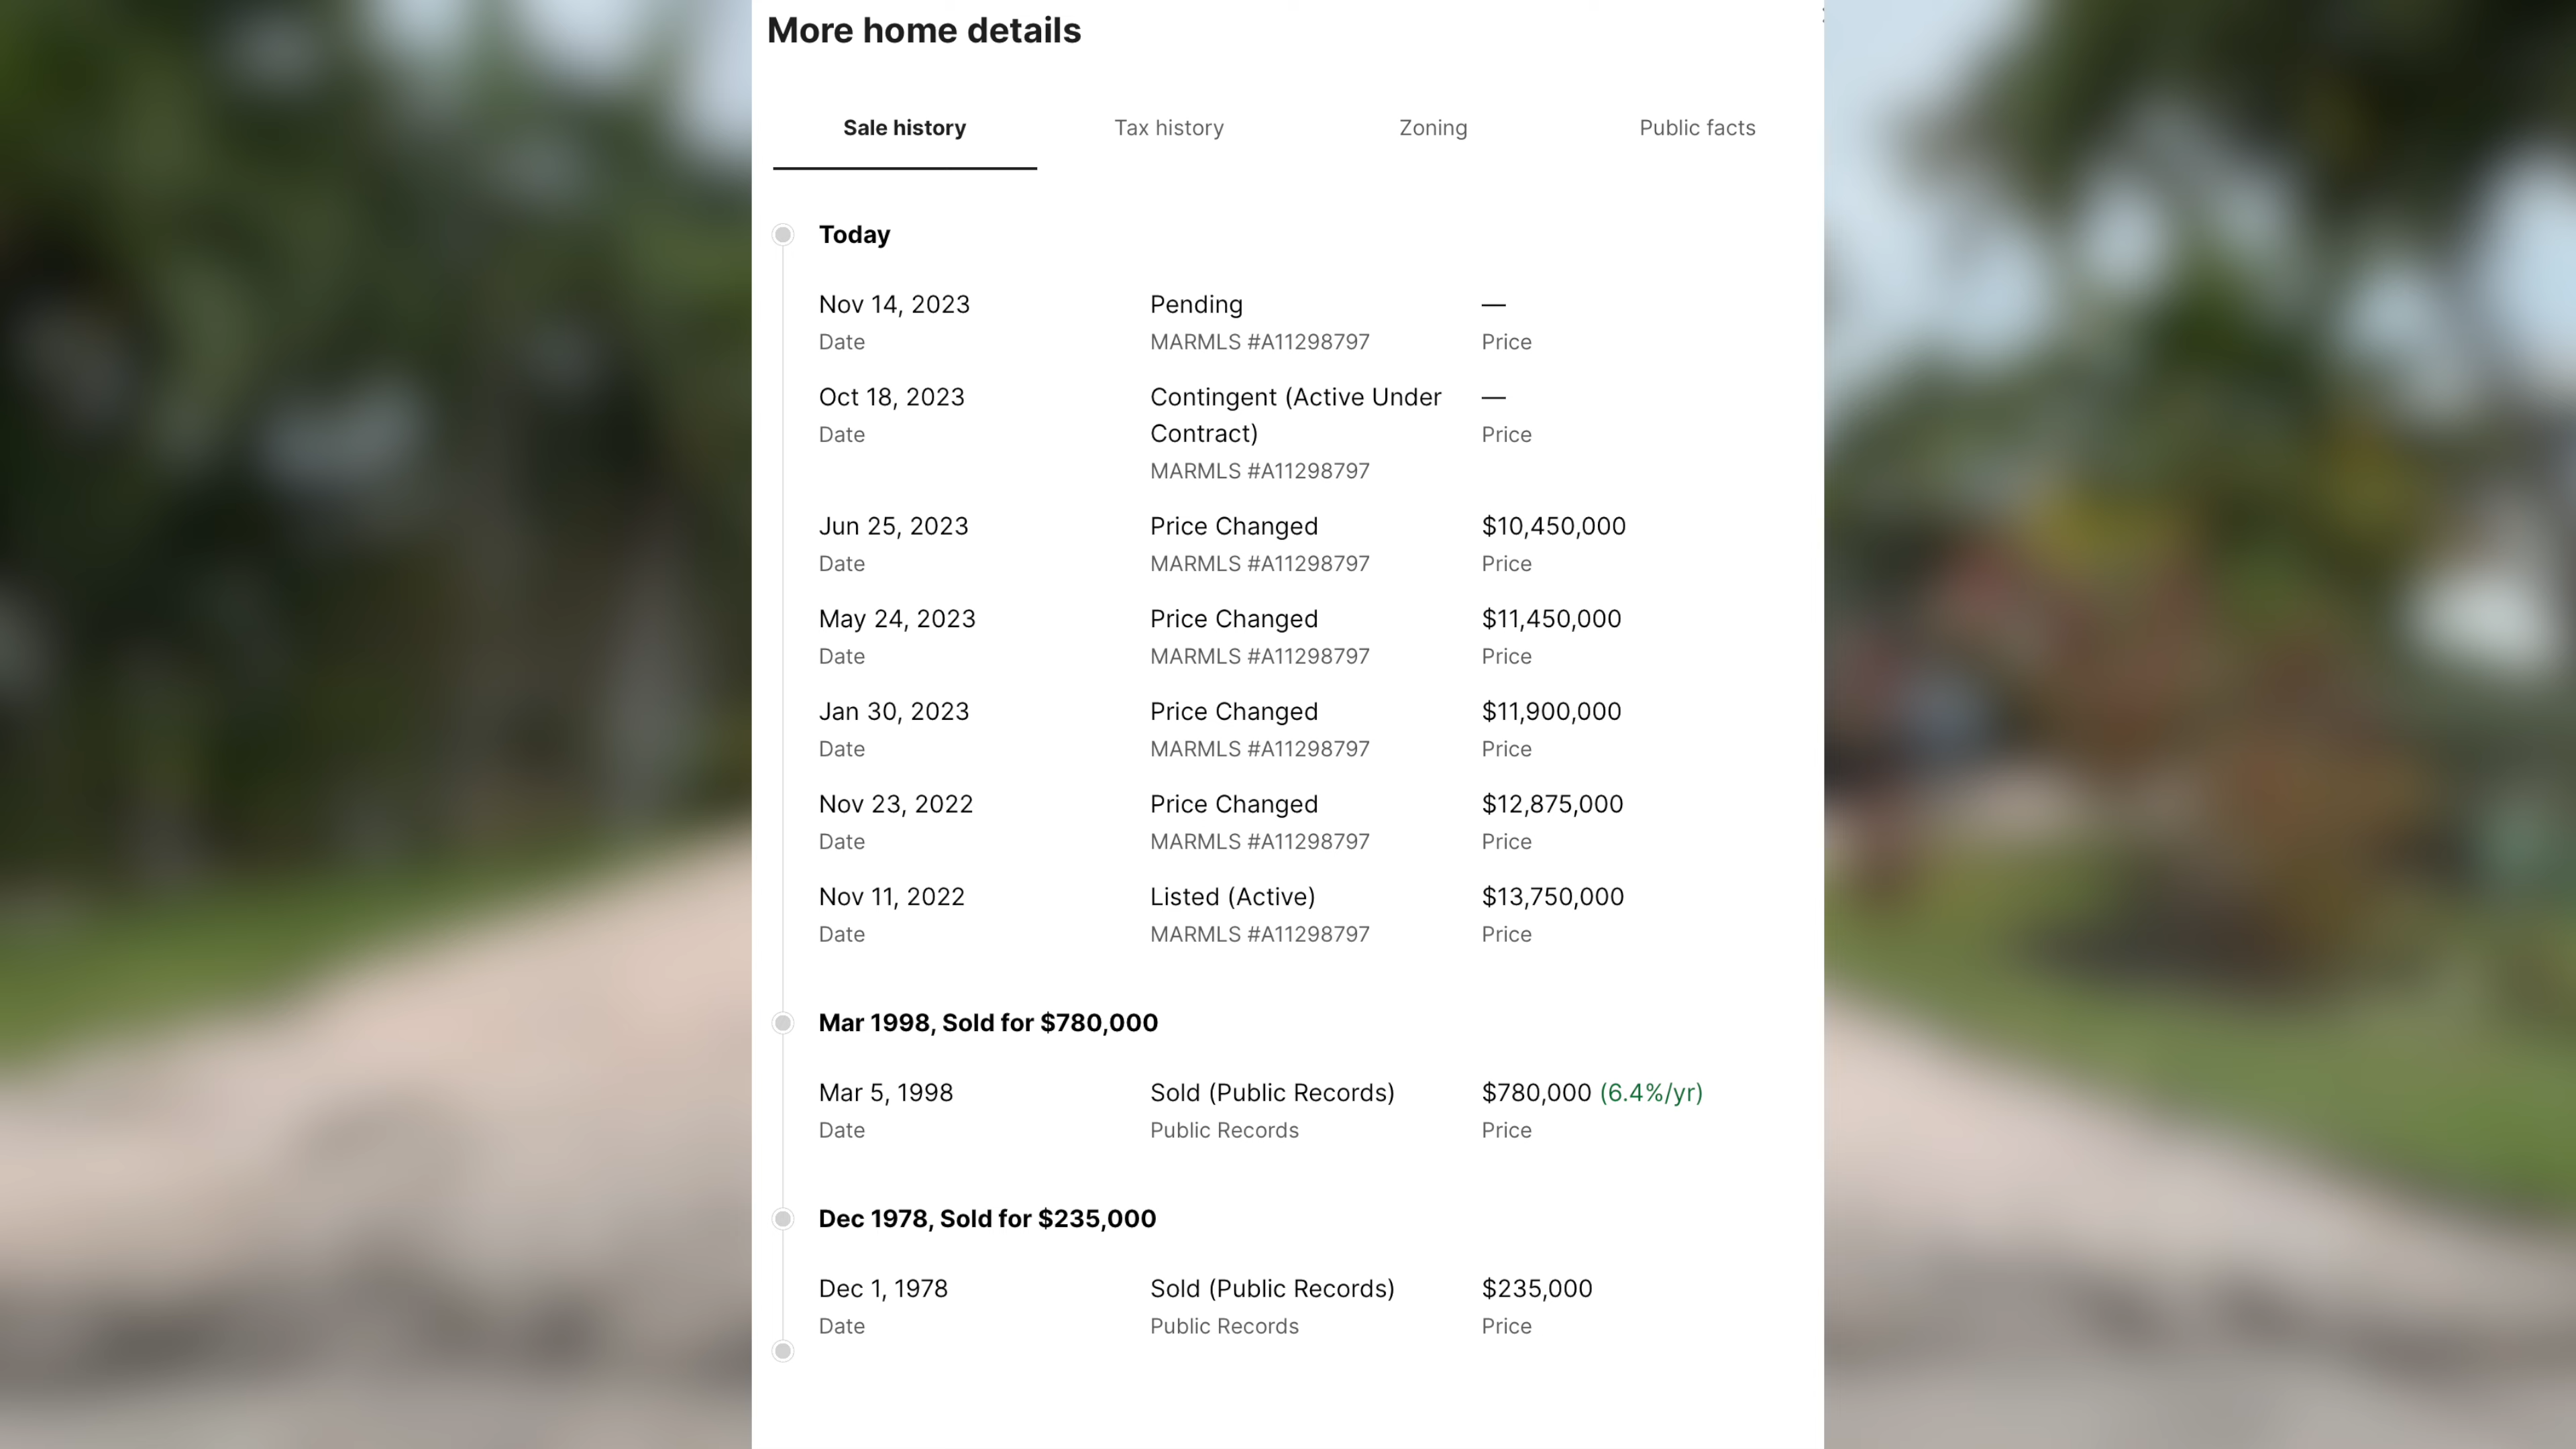 More home details
Sale history Tax history Zoning Public facts
Today
Nov 14, 2023 Pending —
Date MARMLS #A11298797 Price
Oct 18, 2023 Contingent (Active Under —
Date Contract) Price
MARMLS #A11298797
Jun 25, 2023 Price Changed $10,450,000
Date MARMLS #A11298797 Price
May 24, 2023 Price Changed $11,450,000
Date MARMLS #A11298797 Price
Jan 30, 2023 Price Changed $11,900,000
Date MARMLS #A11298797 Price
Nov 23, 2022 Price Changed $12,875,000
Date MARMLS #A11298797 Price
Nov 11, 2022 Listed (Active) $13,750,000
Date MARMLS #A11298797 Price
Mar 1998, Sold for $780,000
Mar 5, 1998 Sold (Public Records) $780,000 (6.4%/yr)
Date Public Records Price
Dec 1978, Sold for $235,000
Dec 1, 1978 Sold (Public Records) $235,000
Date Public Records Price